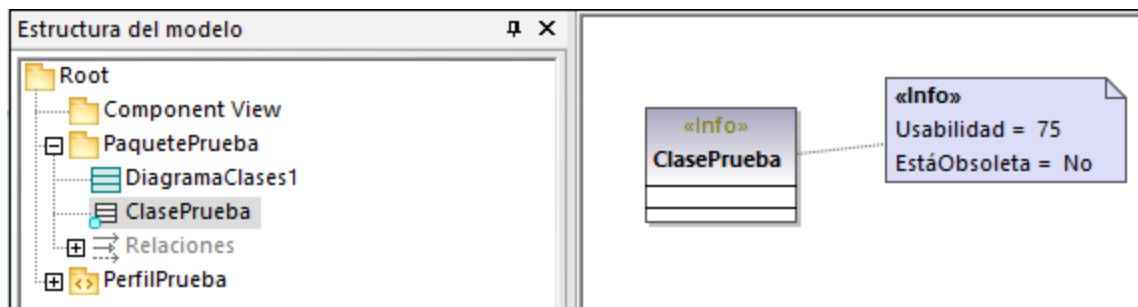 Estructura del modelo
Root
Component View
PaquetePrueba
DiagramaClases1
ClasePrueba
Relaciones
PerfilPrueba
«Info»
ClasePrueba
«Info»
Usabilidad = 75
EstáObsoleta = No